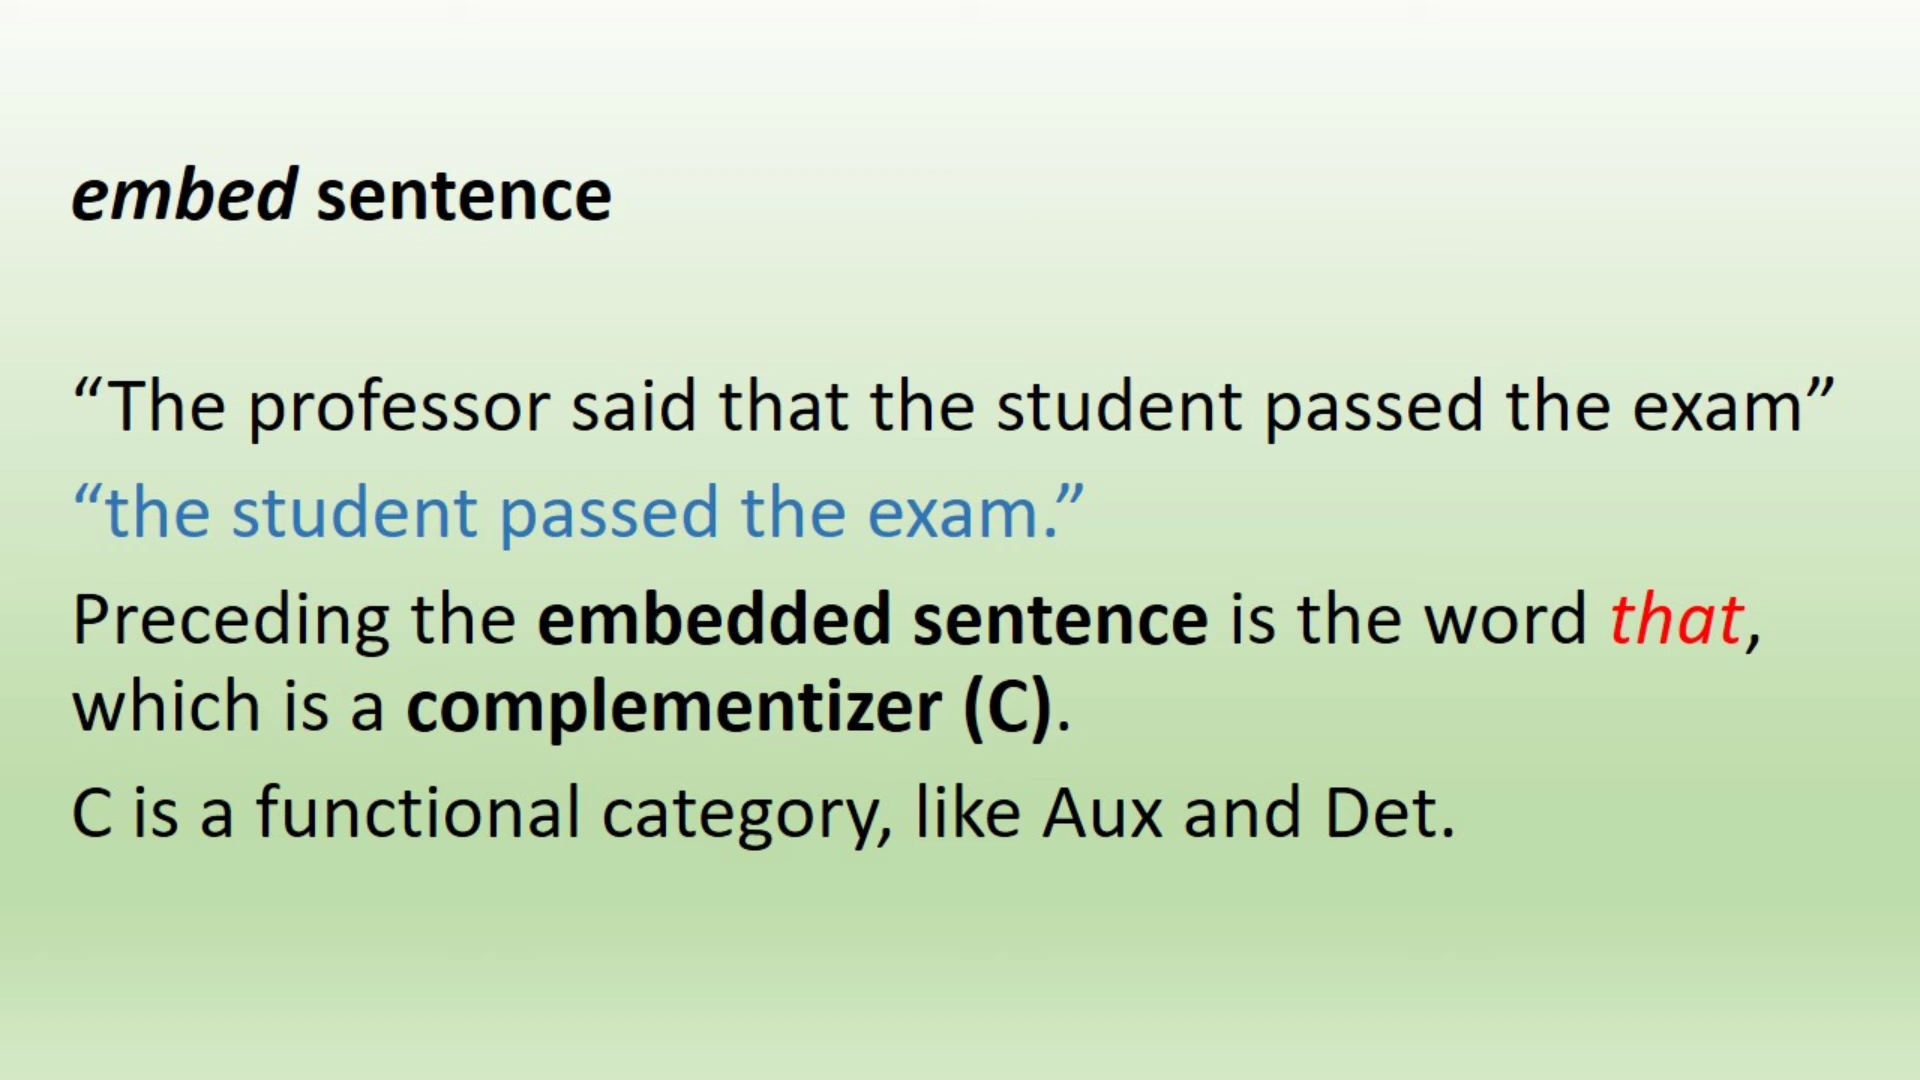 embed sentence
“The professor said that the student passed the exam”
“the student passed the exam.”
Preceding the embedded sentence is the word that,
which is a complementizer (C).
C is a functional category, like Aux and Det.